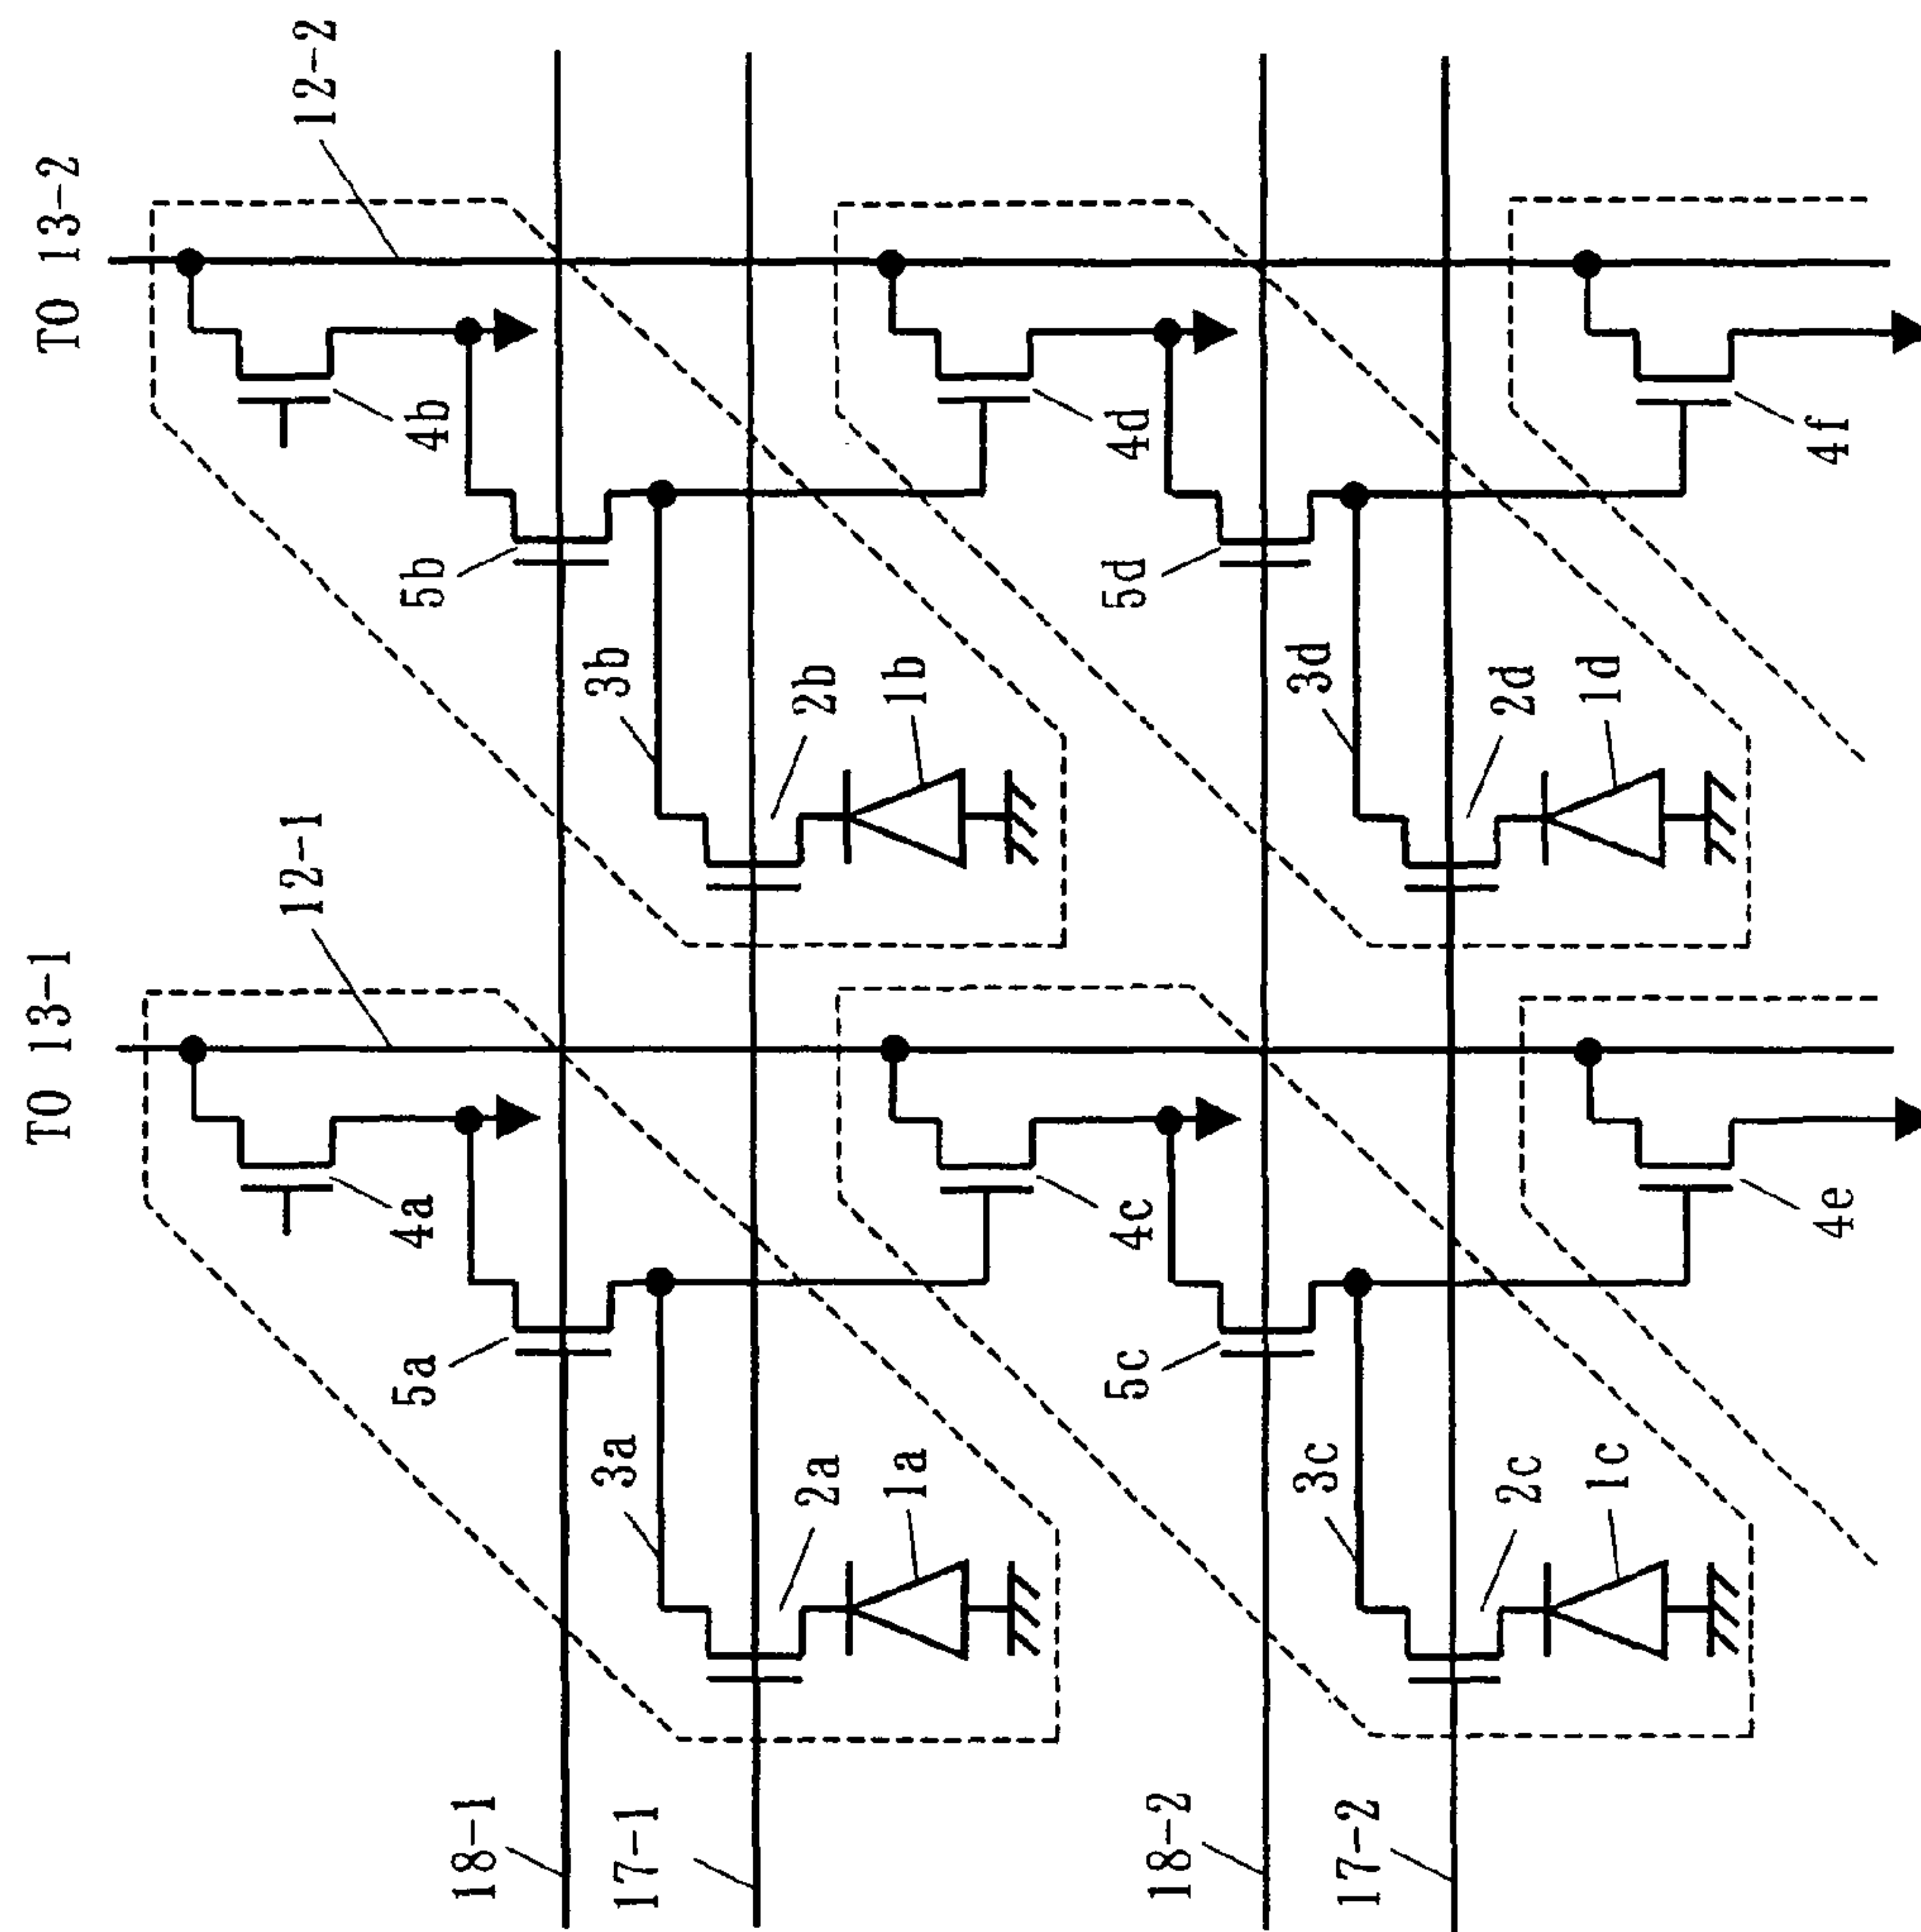 TO 13-1
TO 13-2
12-1
12-2
5a
4a
5b
4b
18-1
3a
3b
17-1
2a
2b
1a
1b
5c
4c
5d
4d
18-2
3c
3d
17-2
2c
2d
1c
1d
4e
4f